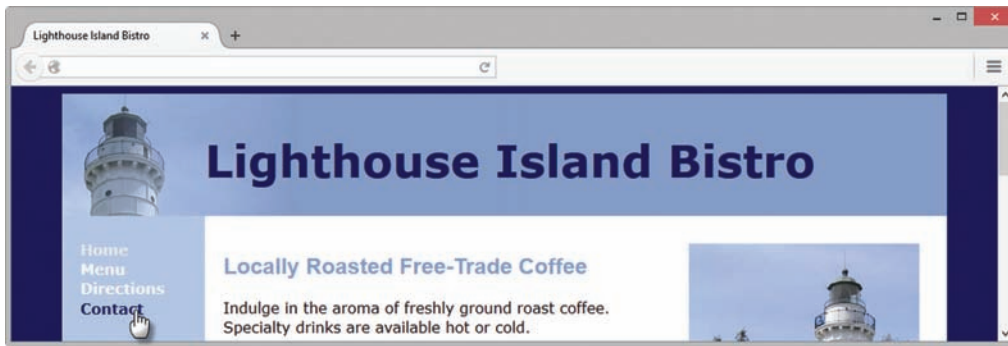 Lighthouse Island Bistro
Lighthouse Island Bistro
Home
Menu
Directions
Contact
Locally Roasted Free-Trade Coffee
Indulge in the aroma of freshly ground roast coffee.
Specialty drinks are available hot or cold.